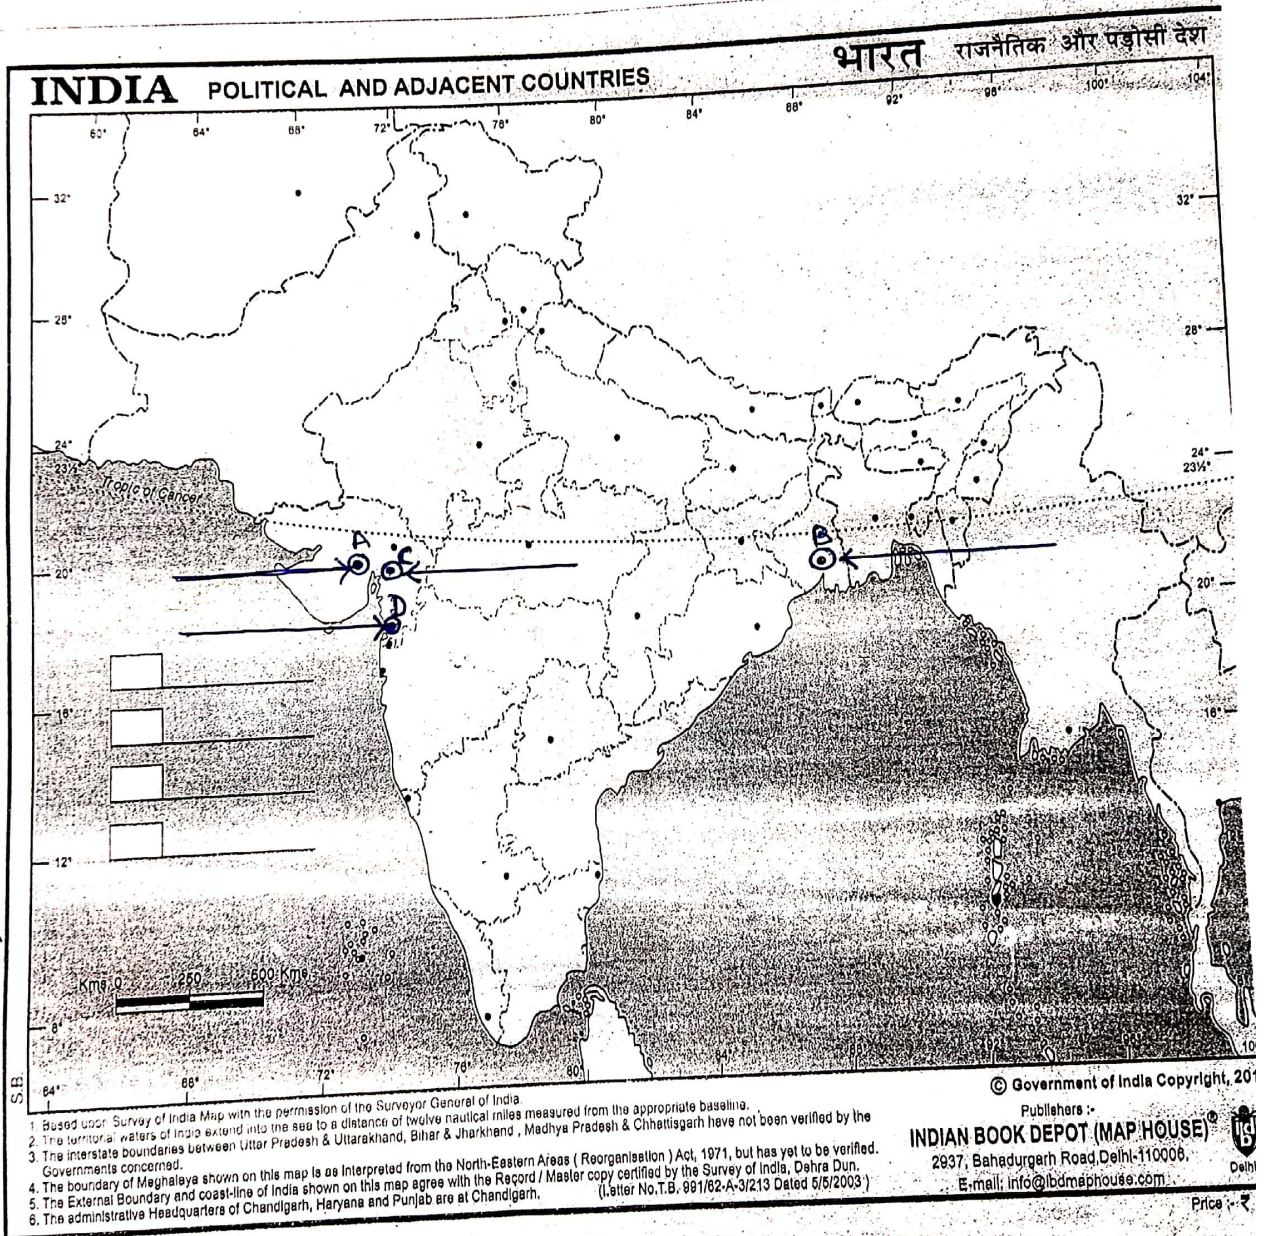 भारत राजनैतिक और पड़ोसी देश
INDIA POLITICAL AND ADJACENT COUNTRIES
60° 64° 68° 72° 76° 80° 84° 88° 92° 96° 100° 104°
32° 32°
28° 28°
24° 24°
23½° 23½°
Tropic of Cancer
A
B
C
20° 20°
D
16° 16°
12°
Kms 0 250 500 Kms
8°
64° 68° 72° 76° 80° 84°
S.B.
© Government of India Copyright, 201
1. Based upon Survey of India Map with the permission of the Surveyor General of India.
2. The territorial waters of India extend into the sea to a distance of twelve nautical miles measured from the appropriate baseline.
3. The interstate boundaries between Uttar Pradesh & Uttarakhand, Bihar & Jharkhand , Madhya Pradesh & Chhattisgarh have not been verified by the
Governments concerned.
4. The boundary of Meghalaya shown on this map is as interpreted from the North-Eastern Areas ( Reorganisation ) Act, 1971, but has yet to be verified.
5. The External Boundary and coast-line of India shown on this map agree with the Record / Master copy certified by the Survey of India, Dehra Dun.
6. The administrative Headquarters of Chandigarh, Haryana and Punjab are at Chandigarh. (Letter No.T.B. 991/62-A-3/213 Dated 5/5/2003 )
Publishers :-
INDIAN BOOK DEPOT (MAP HOUSE)®
2937, Bahadurgarh Road,Delhi-110006.
E-mail: info@ibdmaphouse.com
ibd
Delhi
Price :- ₹